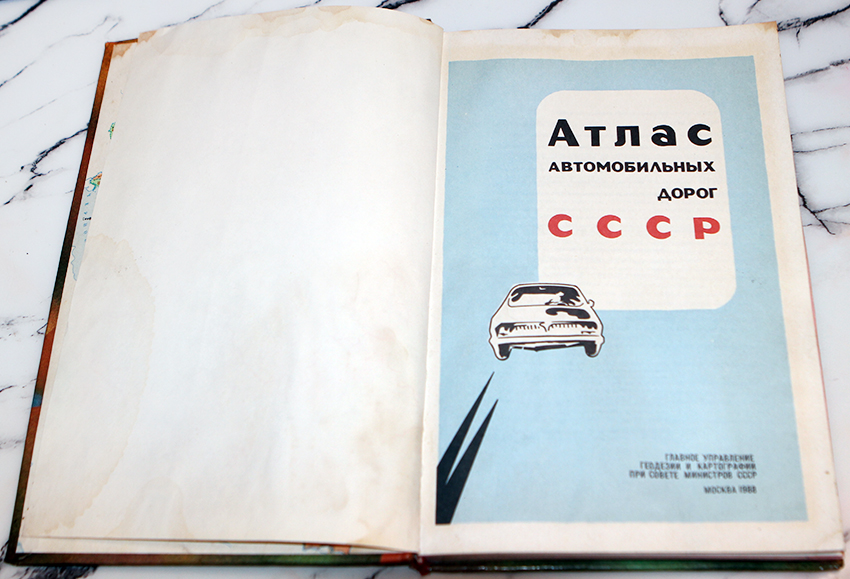 Атлас
АВТОМОБИЛЬНЫХ
ДОРОГ
СССР
ГЛАВНОЕ УПРАВЛЕНИЕ
ГЕОДЕЗИИ И КАРТОГРАФИИ
ПРИ СОВЕТЕ МИНИСТРОВ СССР
МОСКВА 1988